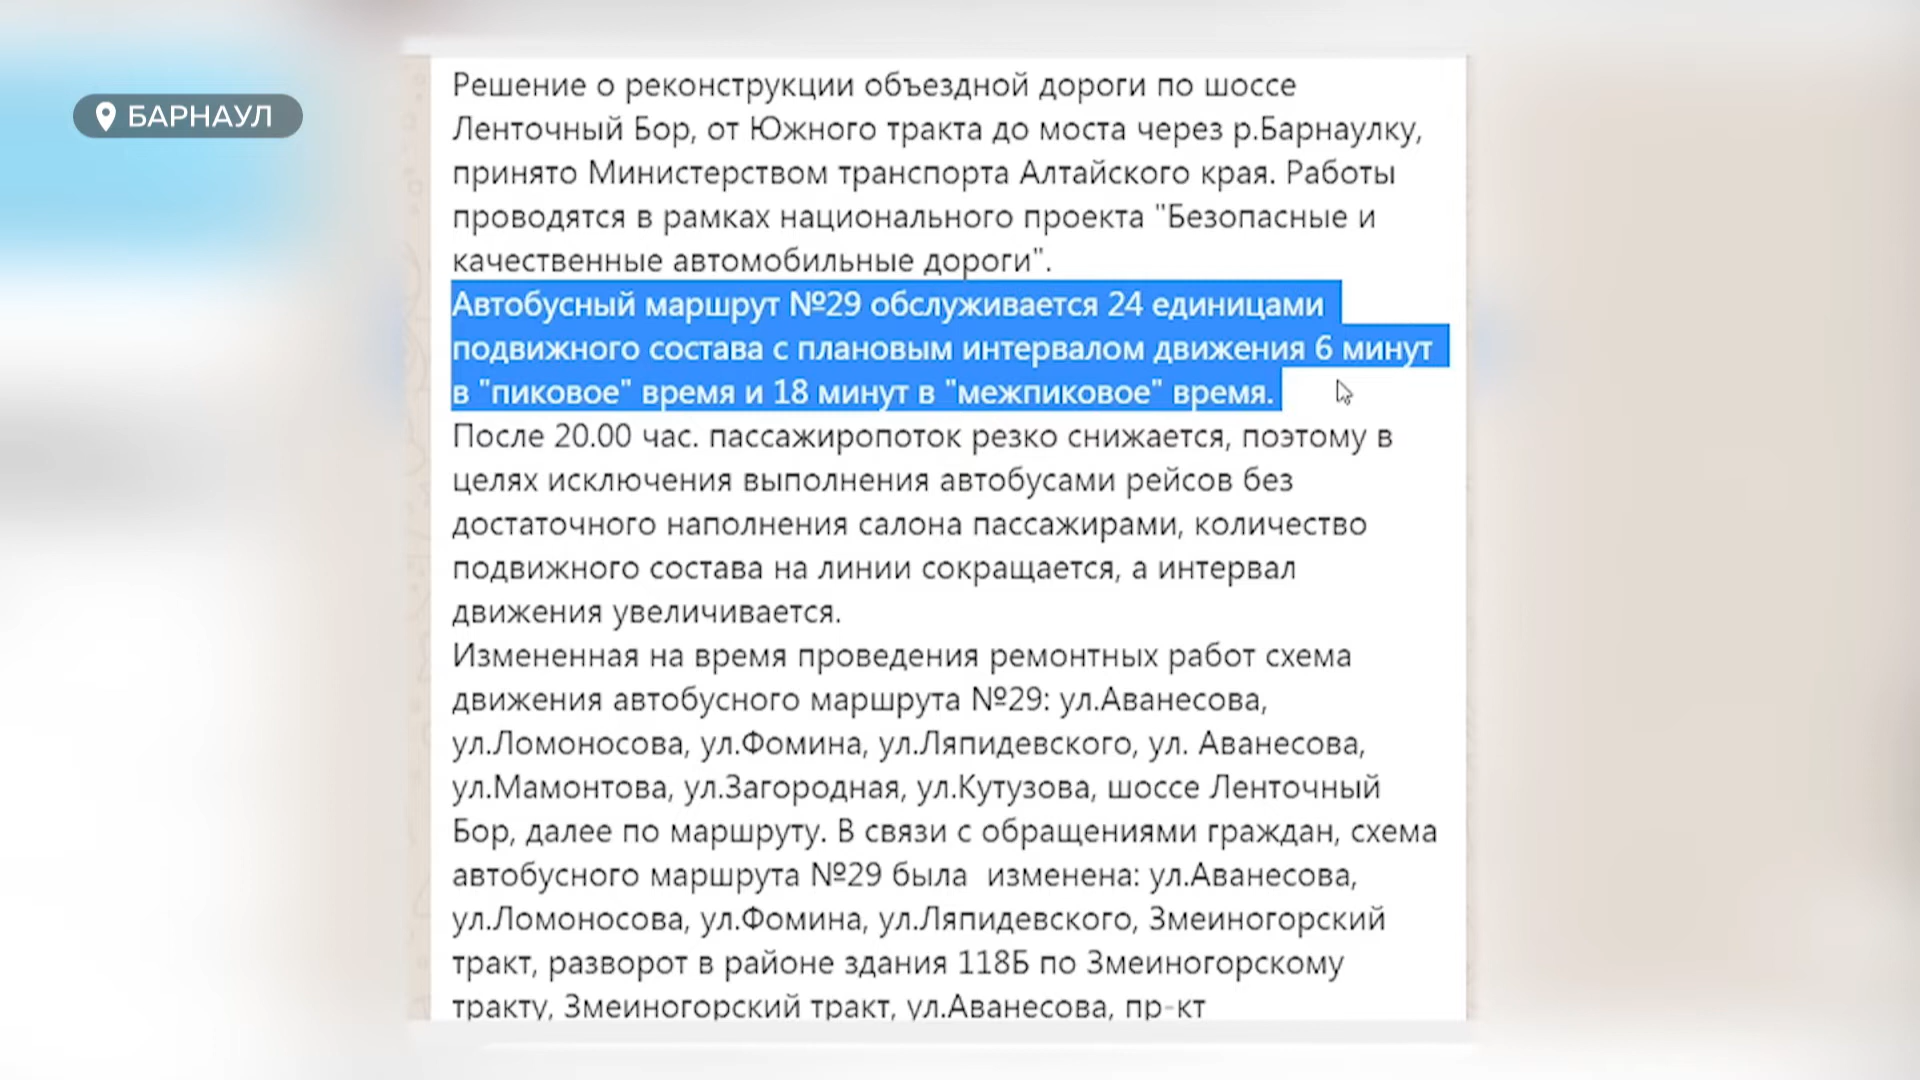 БАРНАУЛ
Решение о реконструкции объездной дороги по шоссе
Ленточный Бор, от Южного тракта до моста через р.Барнаулку,
принято Министерством транспорта Алтайского края. Работы
проводятся в рамках национального проекта "Безопасные и
качественные автомобильные дороги".
Автобусный маршрут №29 обслуживается 24 единицами
подвижного состава с плановым интервалом движения 6 минут
в "пиковое" время и 18 минут в "межпиковое" время.
После 20.00 час. пассажиропоток резко снижается, поэтому в
целях исключения выполнения автобусами рейсов без
достаточного наполнения салона пассажирами, количество
подвижного состава на линии сокращается, а интервал
движения увеличивается.
Измененная на время проведения ремонтных работ схема
движения автобусного маршрута №29: ул.Аванесова,
ул.Ломоносова, ул.Фомина, ул.Ляпидевского, ул. Аванесова,
ул.Мамонтова, ул.Загородная, ул.Кутузова, шоссе Ленточный
Бор, далее по маршруту. В связи с обращениями граждан, схема
автобусного маршрута №29 была  изменена: ул.Аванесова,
ул.Ломоносова, ул.Фомина, ул.Ляпидевского, Змеиногорский
тракт, разворот в районе здания 118Б по Змеиногорскому
тракту, Змеиногорский тракт, ул.Аванесова, пр-кт